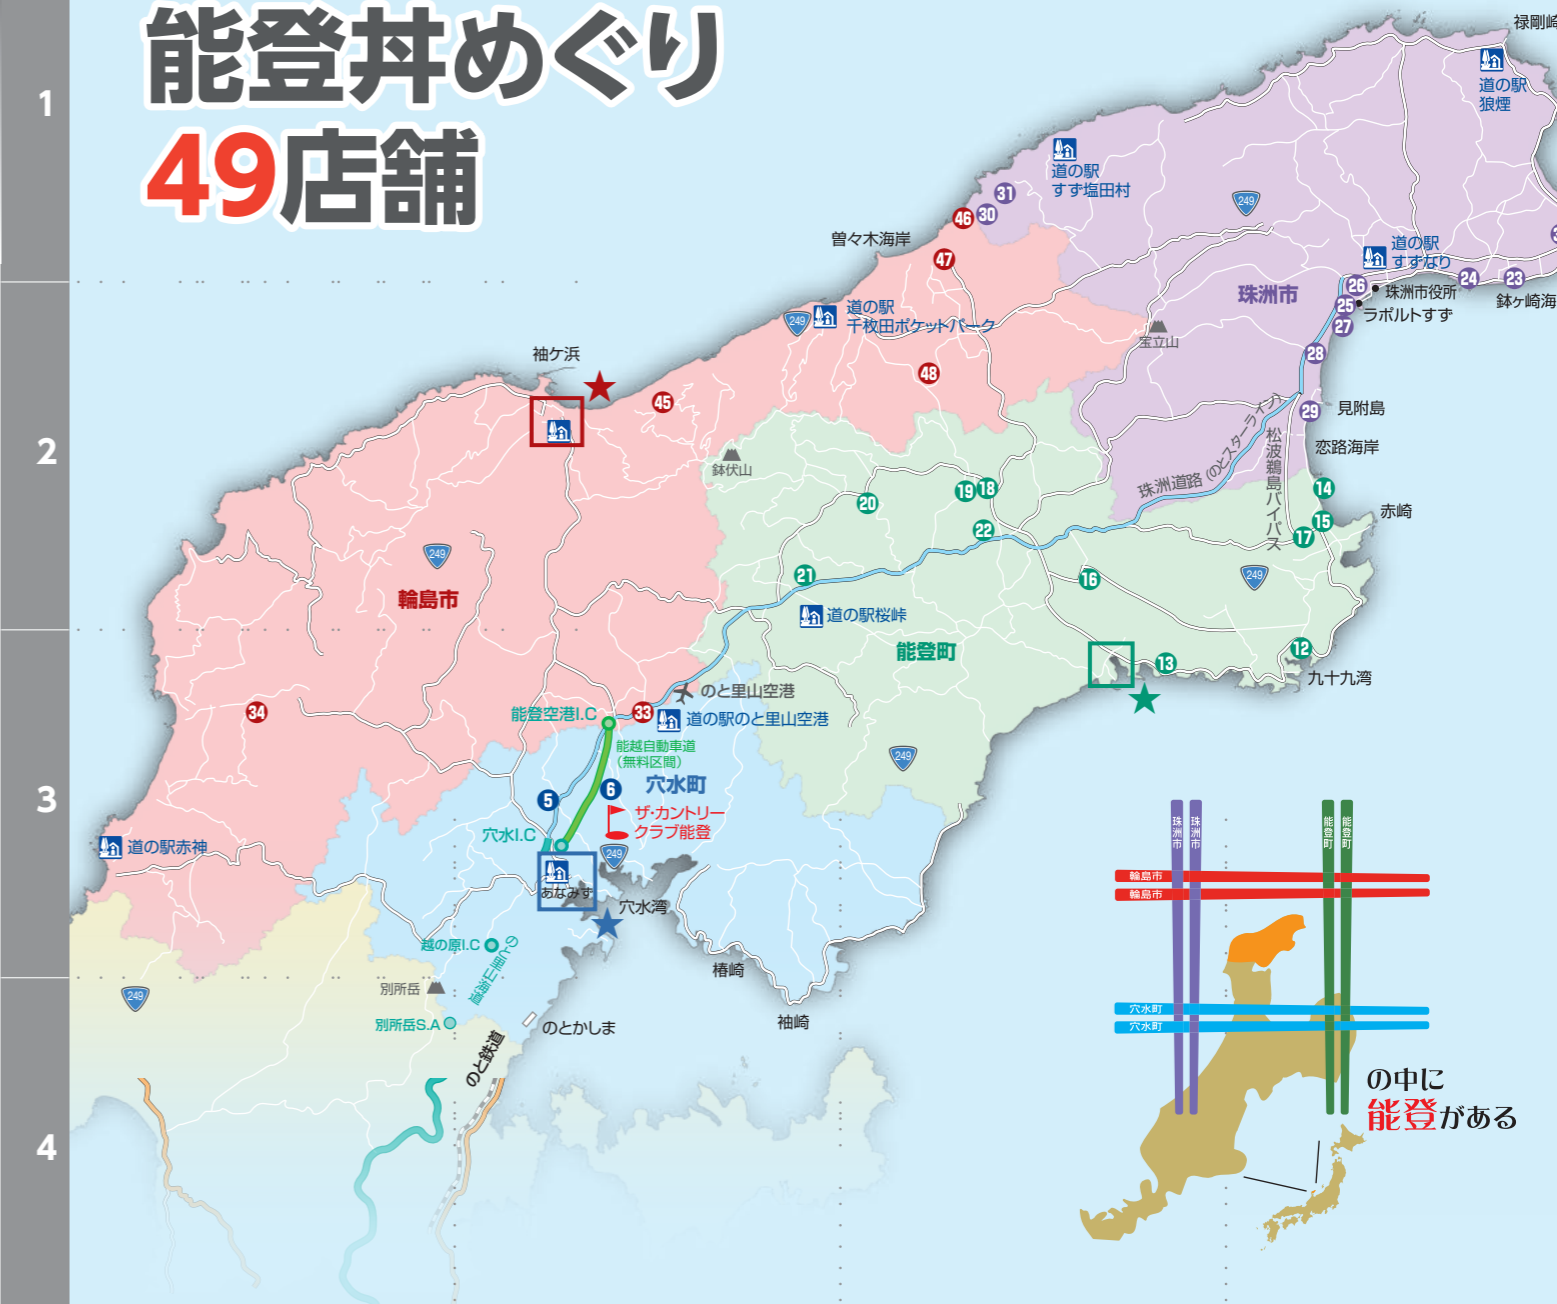 能登丼めぐり
49店舗
1
2
3
4
禄剛崎
道の駅
狼煙
道の駅
すず塩田村
31
30
46
47
249
曽々木海岸
道の駅
すずなり
24
23
26
珠洲市役所
鉢ヶ崎海
25
ラポルトすず
27
珠洲市
道の駅
千枚田ポケットパーク
249
宝立山
28
袖ケ浜
48
45
29
見附島
恋路海岸
松波鵜島バイパス
珠洲道路(のとスターライン)
鉢伏山
20
19
18
22
14
15
17
赤崎
249
21
16
249
輪島市
道の駅桜峠
能登町
12
13
九十九湾
のと里山空港
34
能登空港I.C
33
道の駅のと里山空港
能越自動車道
(無料区間)
249
穴水町
5
6
ザ・カントリー
クラブ能登
穴水I.C
249
道の駅赤神
あなみず
穴水湾
越の原I.C
のと里山海道
椿崎
別所岳
249
袖崎
別所岳S.A
のとかしま
のと鉄道
珠洲市
珠洲市
能登町
能登町
輪島市
輪島市
穴水町
穴水町
の中に
能登がある